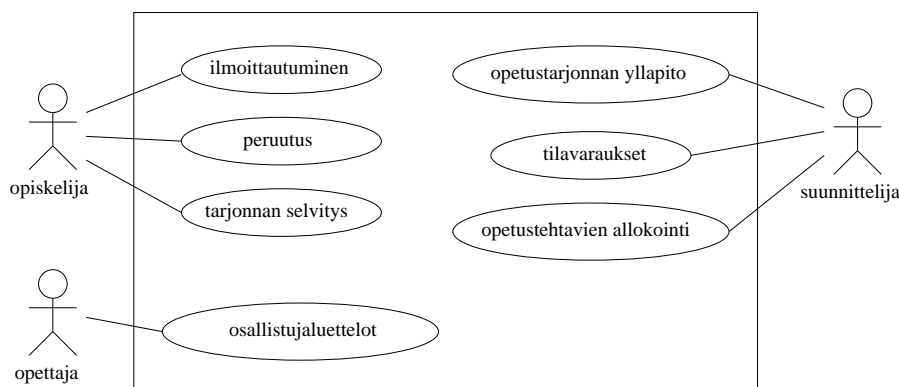 ilmoittautuminen
opetustarjonnan yllapito
peruutus
tilavaraukset
opiskelija
suunnittelija
tarjonnan selvitys
opetustehtavien allokointi
osallistujaluettelot
opettaja